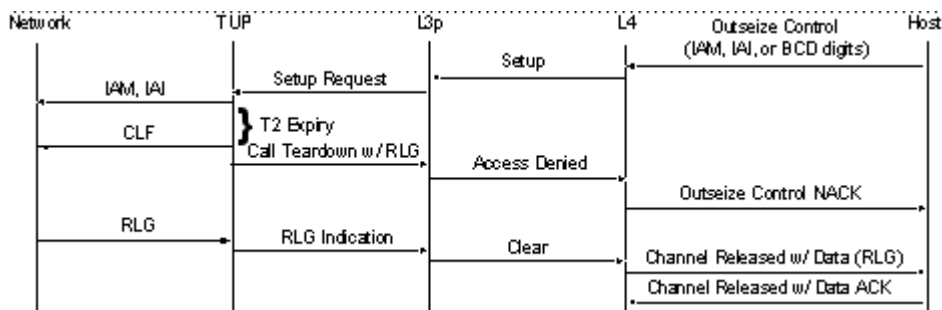 Network TUP L3p L4 Host
Outseize Control
(IAM, IAI, or BCD digits)
Setup
Setup Request
IAM, IAI
T2 Expiry
CLF
Call Teardown w/ RLG
Access Denied
Outseize Control NACK
RLG
RLG Indication
Clear
Channel Released w/ Data (RLG)
Channel Released w/ Data ACK